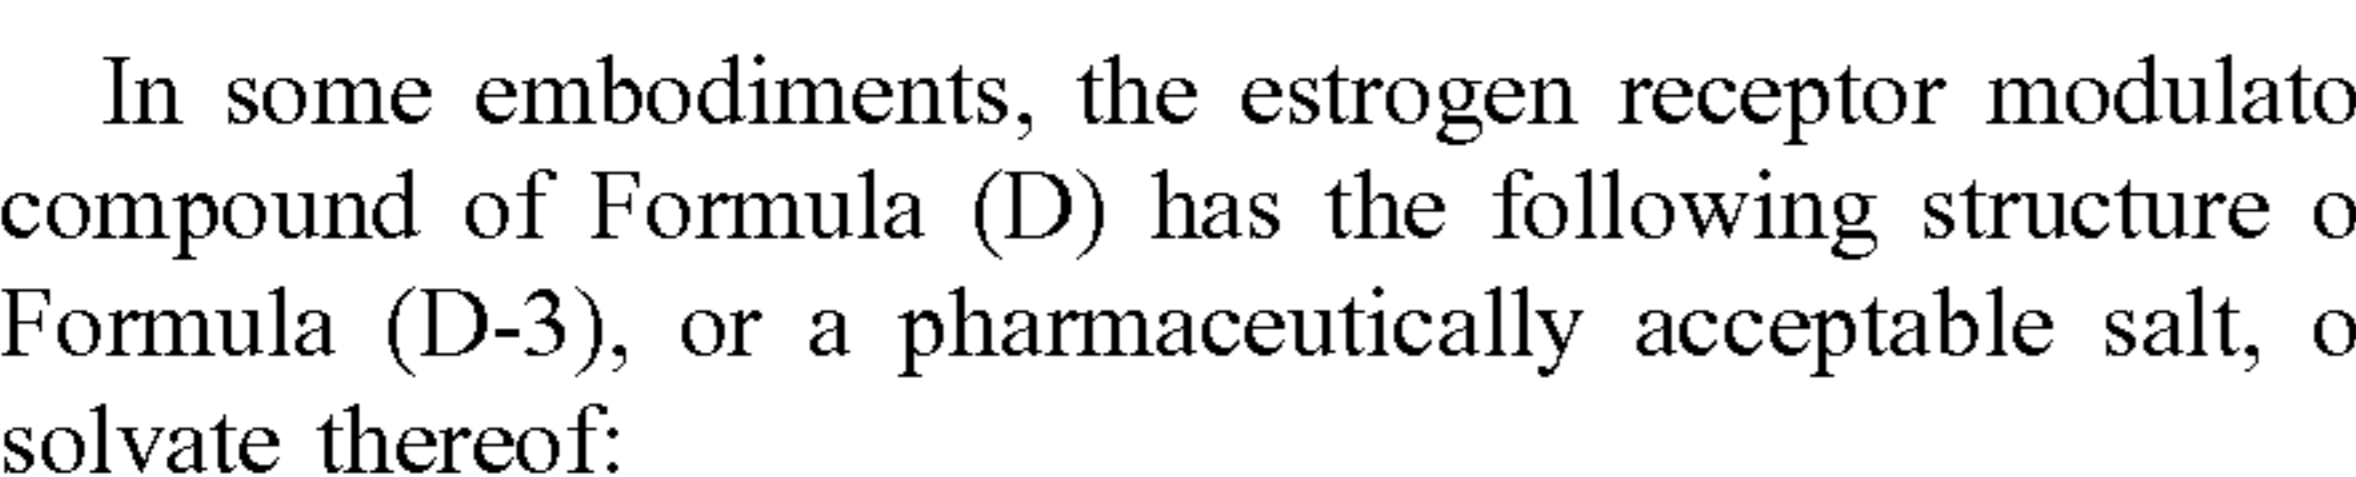 In some embodiments, the estrogen receptor modulato
compound of Formula (D) has the following structure o
Formula (D-3), or a pharmaceutically acceptable salt, o
solvate thereof: